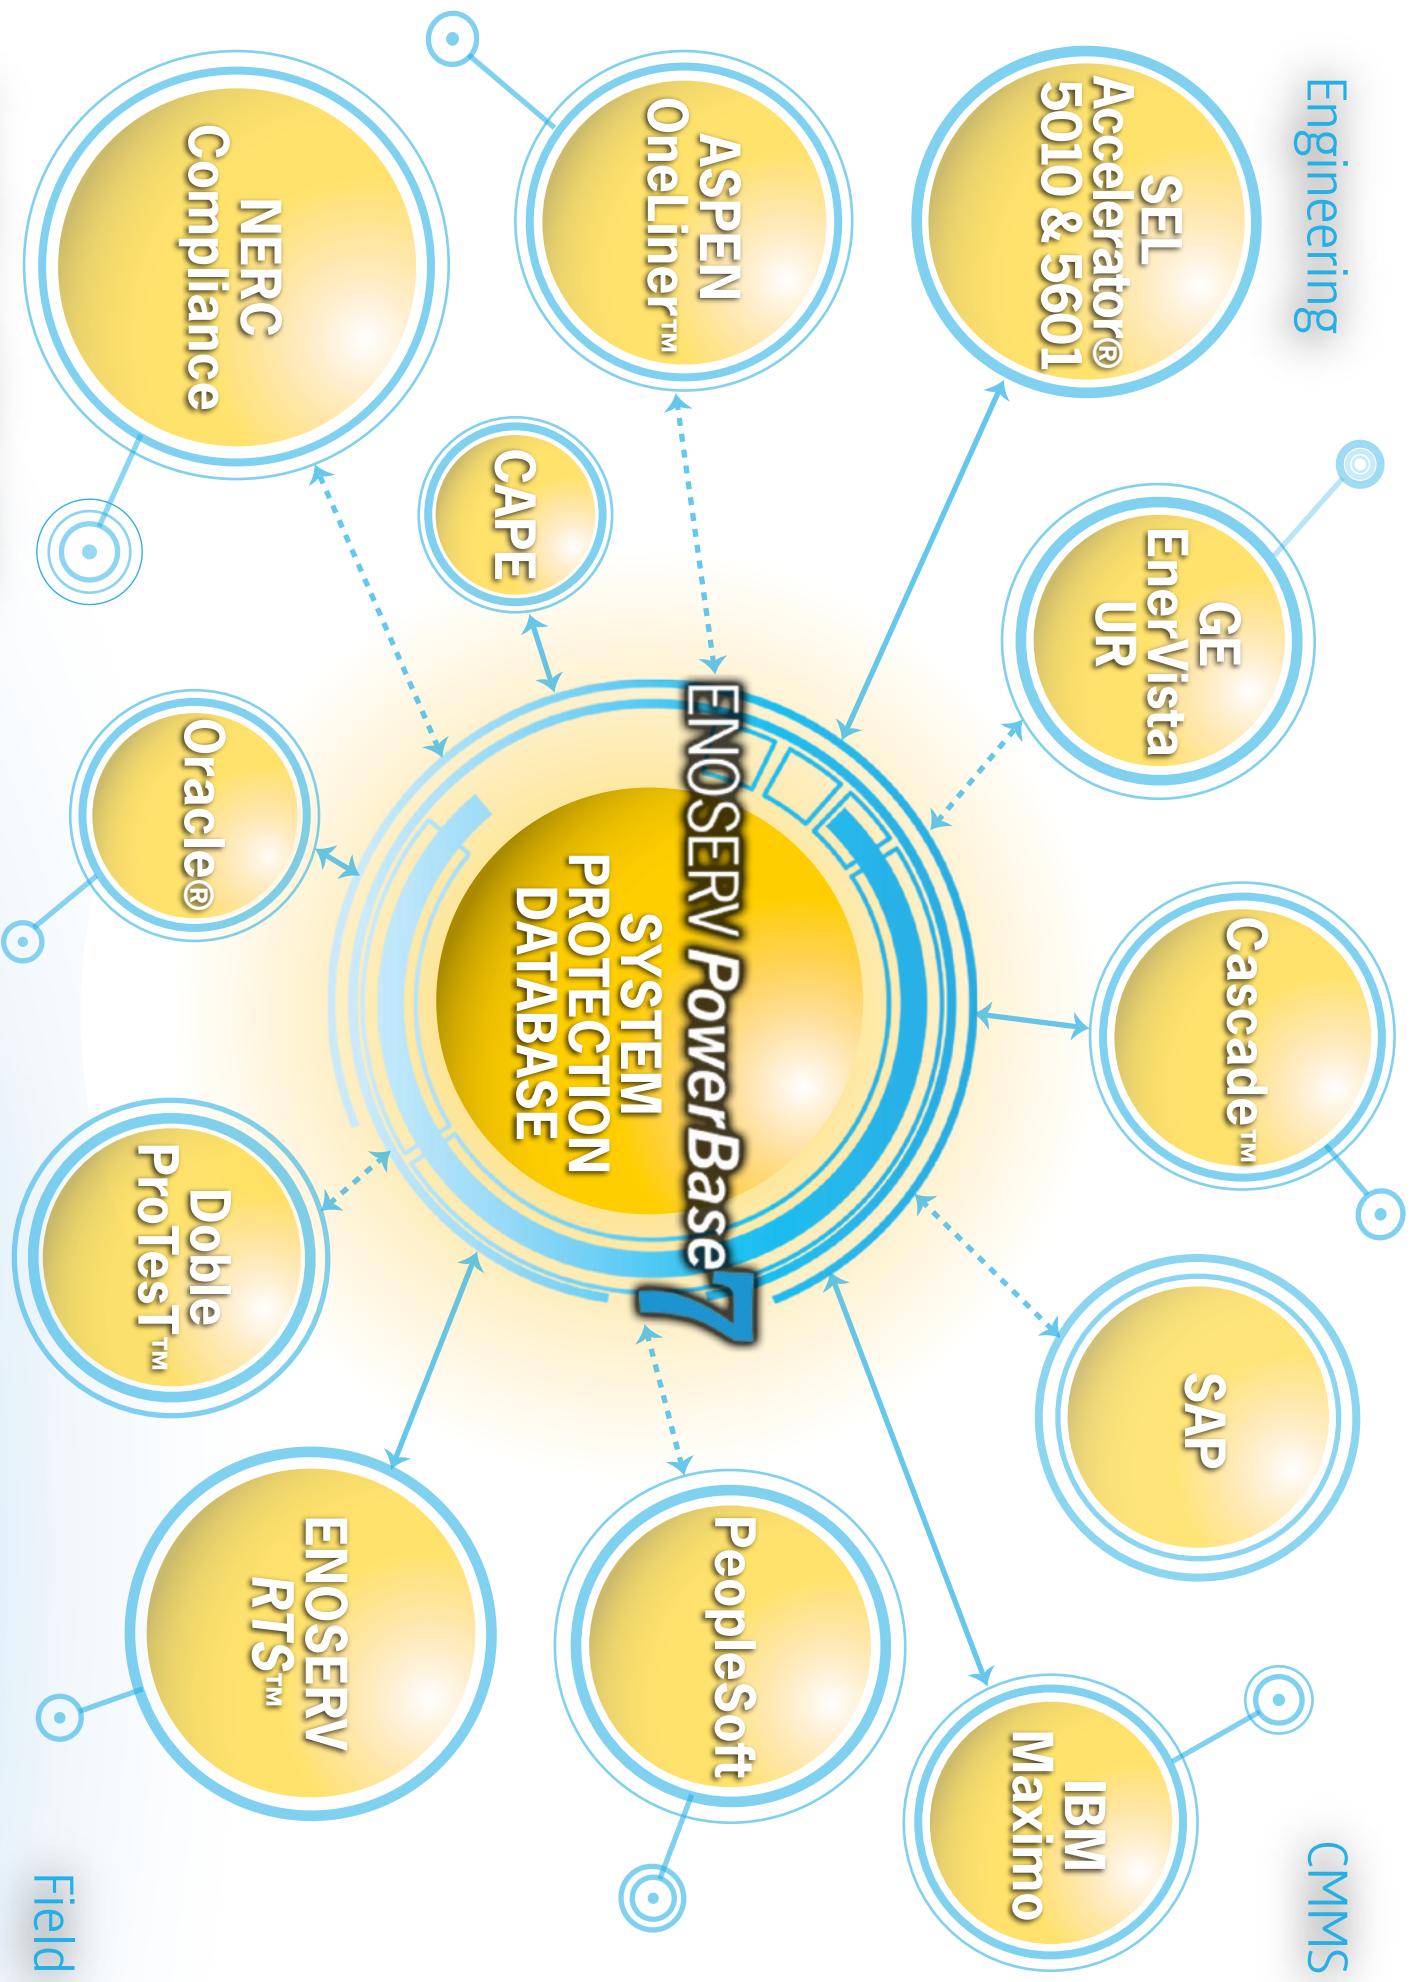 Engineering
CMMS
SEL
Accelerator®
5010 & 5601
GE
EnerVista
UR
Cascade™
SAP
IBM
Maximo
ASPEN
OneLiner™
CAPE
ENOSERV PowerBase 7
SYSTEM
PROTECTION
DATABASE
PeopleSoft
NERC
Compliance
Oracle®
Doble
ProTesT™
ENOSERV
RTS™
Field